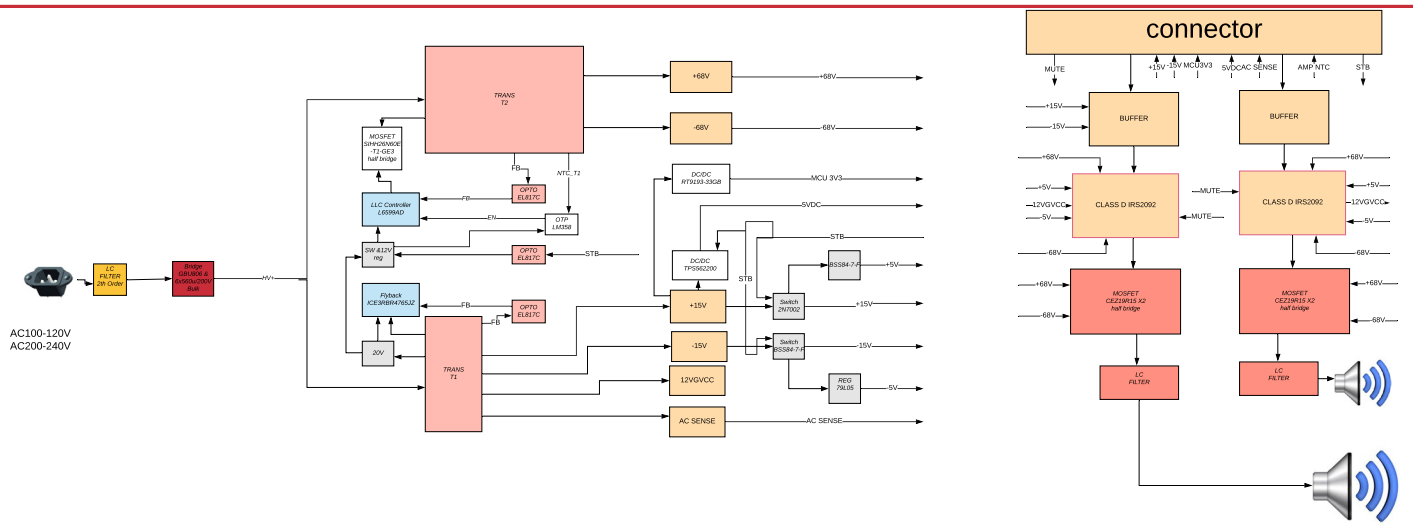 connector
MUTE
+15V
-15V
MCU3V3
5VDC
AC SENSE
AMP NTC
STB
TRANS
T2
+68V
+68V
-68V
-68V
MOSFET
SIHH26N60E
-T1-GE3
half bridge
FB
NTC_T1
OPTO
EL817C
FB
LLC Controller
L6599AD
EN
OTP
LM358
SW &12V
reg
OPTO
EL817C
STB
DC/DC
RT9193-33GB
MCU 3V3
5VDC
STB
DC/DC
TPS562200
STB
BSS84-7-F
+5V
LC
FILTER
2th Order
Bridge
GBU806 &
6x560u/200V
Bulk
HV+
Flyback
ICE3RBR4765JZ
FB
OPTO
EL817C
FB
+15V
Switch
2N7002
+15V
AC100-120V
AC200-240V
20V
TRANS
T1
-15V
Switch
BSS84-7-F
-15V
12VGVCC
REG
79L05
-5V
AC SENSE
AC SENSE
+15V
-15V
BUFFER
BUFFER
+68V
+68V
+5V
12VGVCC
-5V
CLASS D IRS2092
MUTE
MUTE
CLASS D IRS2092
+5V
12VGVCC
-5V
-68V
-68V
+68V
-68V
MOSFET
CEZ19R15 X2
half bridge
MOSFET
CEZ19R15 X2
half bridge
+68V
-68V
LC
FILTER
LC
FILTER